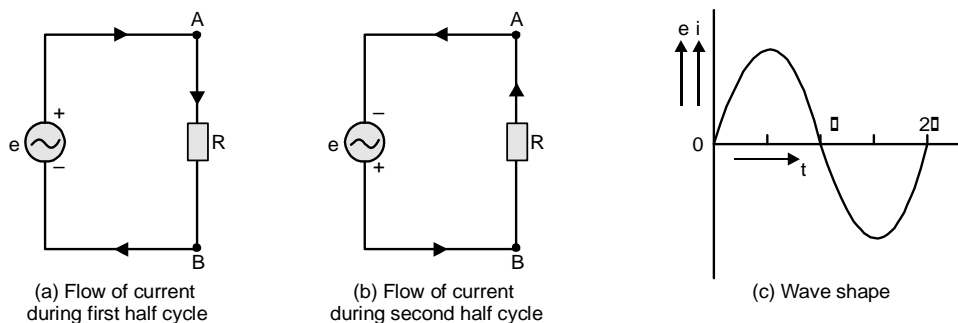 A
+
e
R
–
B
(a) Flow of current
during first half cycle
A
–
e
R
+
B
(b) Flow of current
during second half cycle
e i
0
2
t
(c) Wave shape